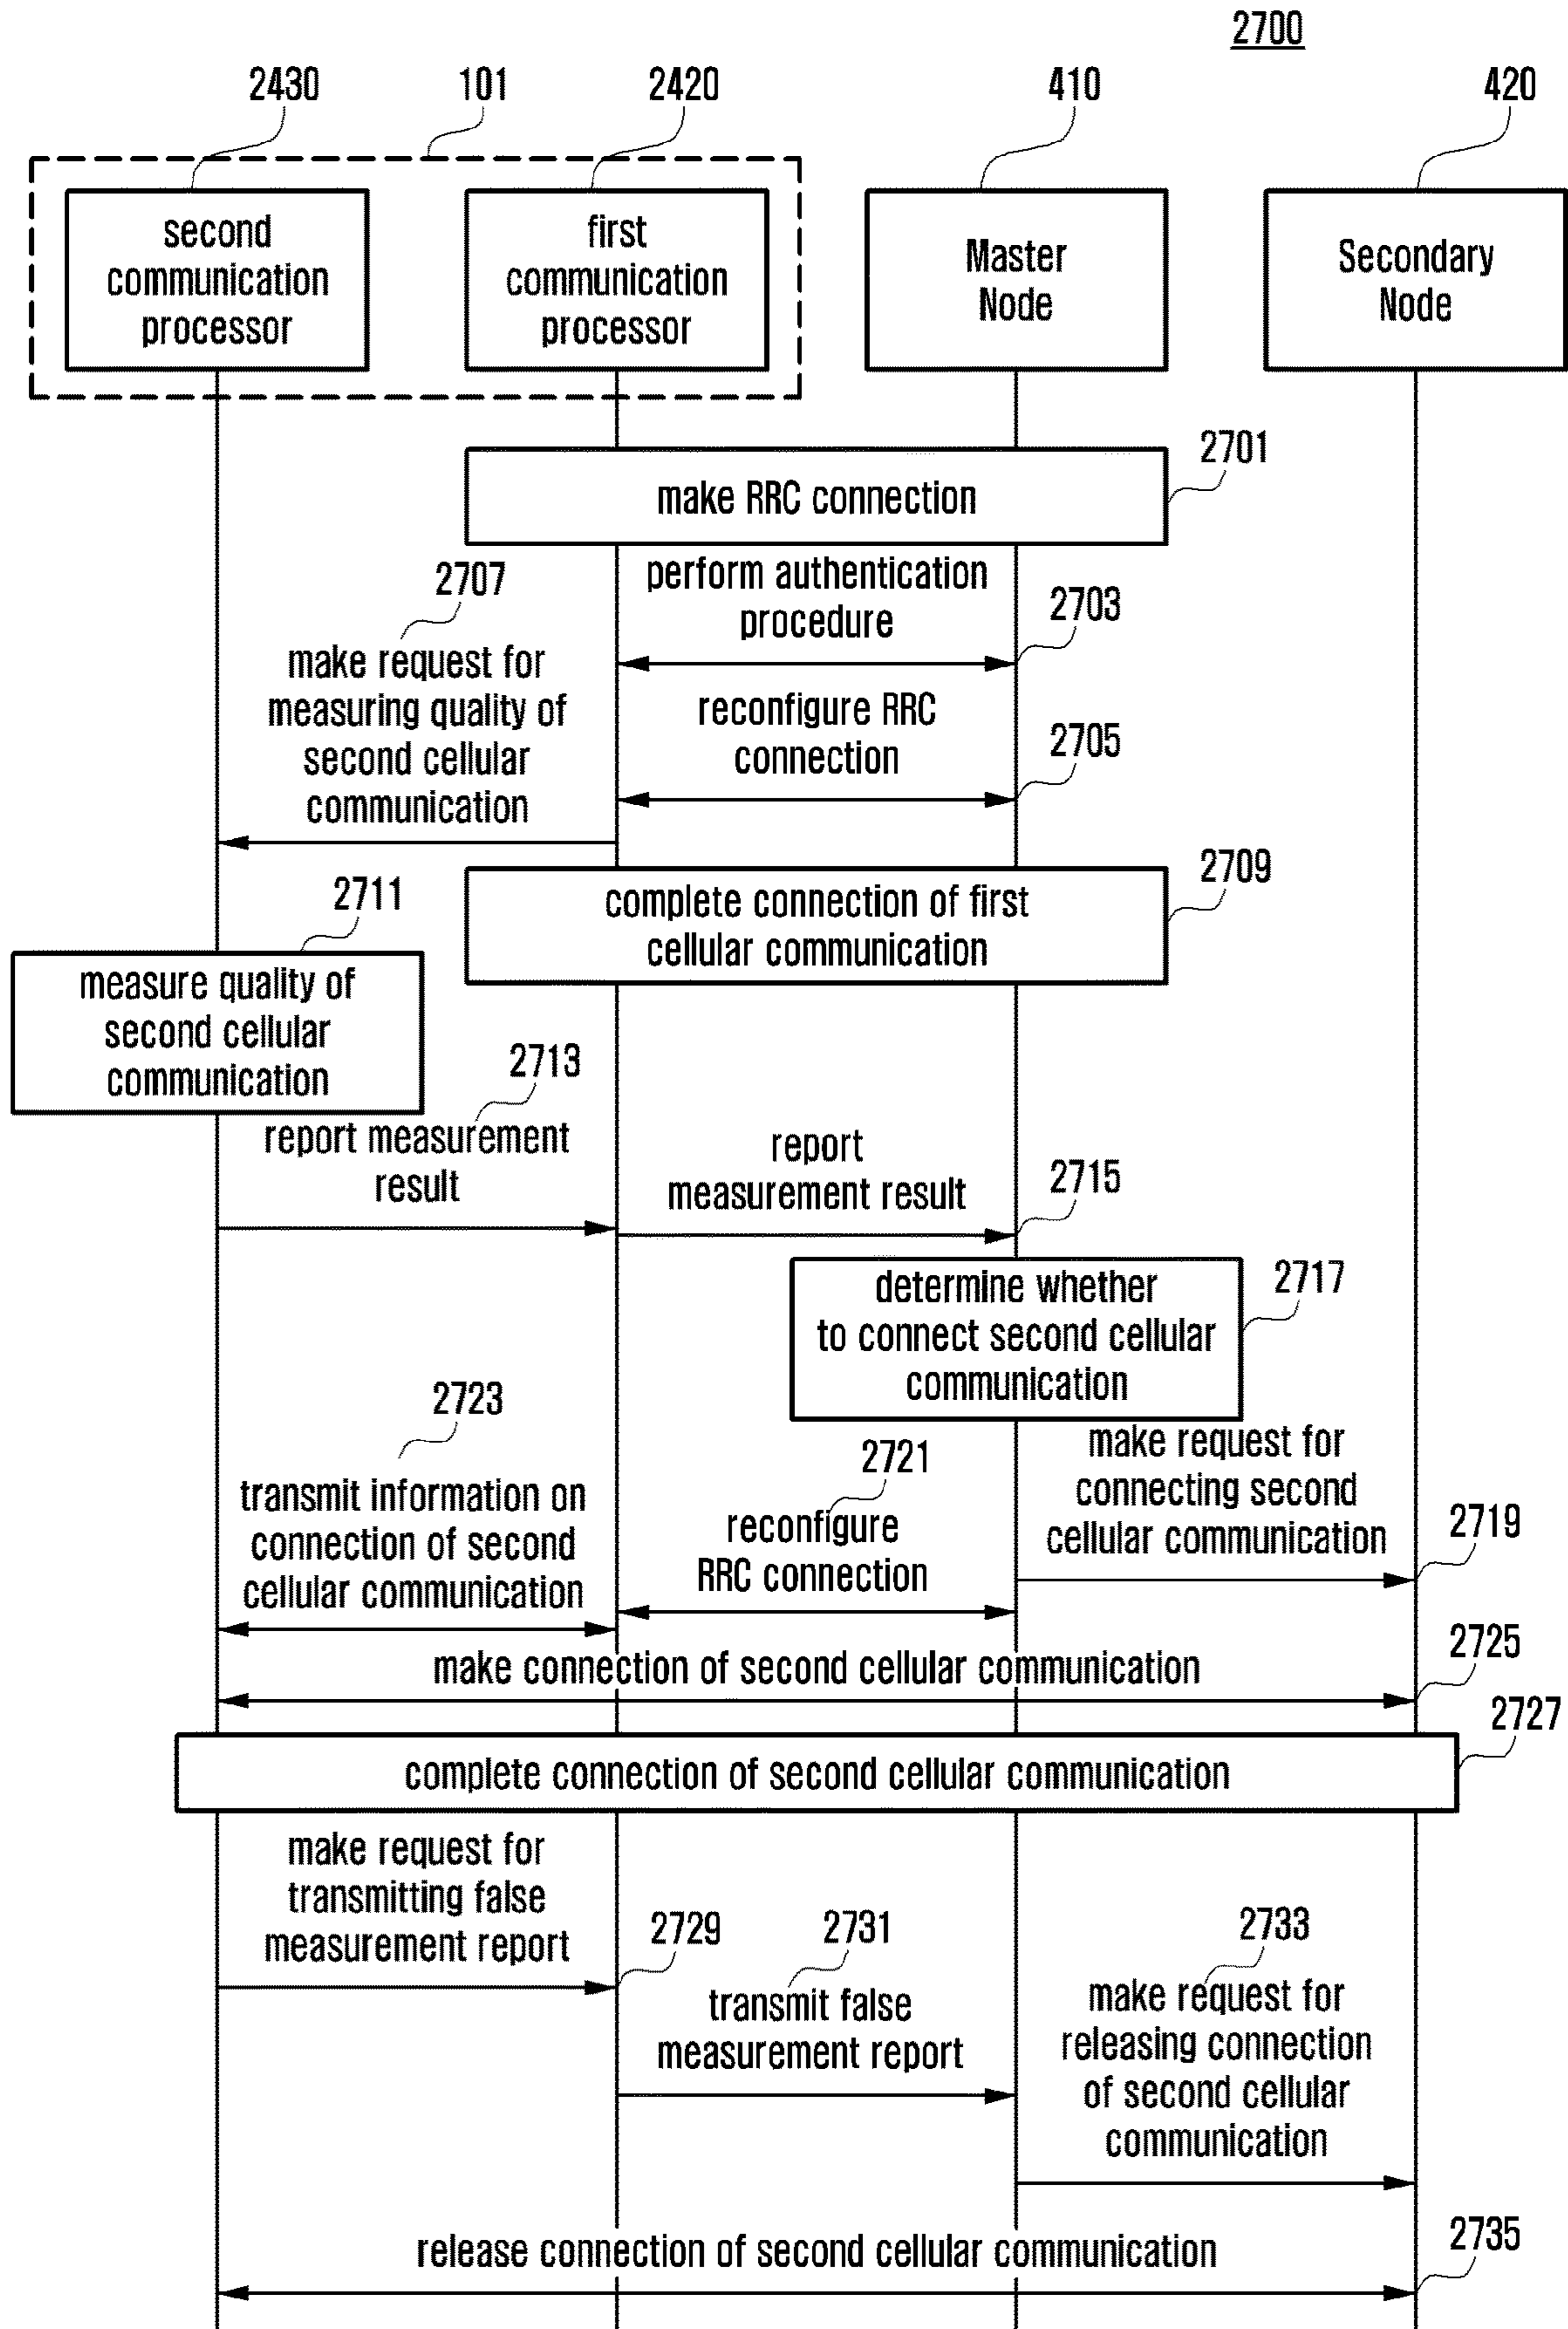 2700
2430
101
2420
410
420
second
communication
processor
first
communication
processor
Master
Node
Secondary
Node
2701
make RRC connection
2707
perform authentication
procedure
2703
make request for
measuring quality of
second cellular
communication
reconfigure RRC
connection
2705
2709
complete connection of first
cellular communication
2711
measure quality of
second cellular
communication
2713
report measurement
result
report
measurement result
2715
2717
determine whether
to connect second cellular
communication
2723
transmit information on
connection of second
cellular communication
2721
reconfigure
RRC connection
make request for
connecting second
cellular communication
2719
make connection of second cellular communication
2725
2727
complete connection of second cellular communication
make request for
transmitting false
measurement report
2729
2731
transmit false
measurement report
2733
make request for
releasing connection
of second cellular
communication
release connection of second cellular communication
2735